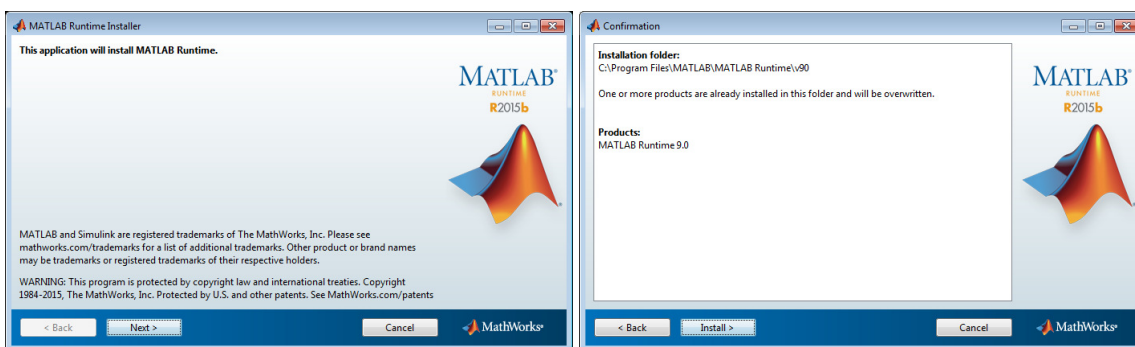 MATLAB Runtime Installer
This application will install MATLAB Runtime.
MATLAB®
RUNTIME
R2015b
MATLAB and Simulink are registered trademarks of The MathWorks, Inc. Please see
mathworks.com/trademarks for a list of additional trademarks. Other product or brand names
may be trademarks or registered trademarks of their respective holders.
WARNING: This program is protected by copyright law and international treaties. Copyright
1984-2015, The MathWorks, Inc. Protected by U.S. and other patents. See MathWorks.com/patents
< Back
Next >
Cancel
MathWorks®
Confirmation
Installation folder:
C:\Program Files\MATLAB\MATLAB Runtime\v90
One or more products are already installed in this folder and will be overwritten.
Products:
MATLAB Runtime 9.0
MATLAB®
RUNTIME
R2015b
< Back
Install >
Cancel
MathWorks®